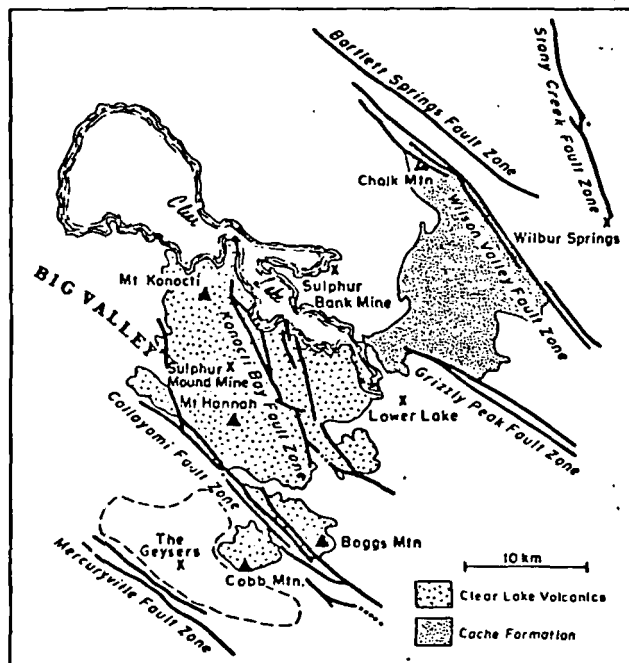 Bartlett Springs Fault Zone
Stony Creek Fault Zone
Chalk Mtn
Wilson Valley Fault Zone
Wilbur Springs
Clear
Lake
Mt Konocti
Sulphur
Bank Mine
BIG VALLEY
Konocti Bay Fault Zone
Sulphur
Mound Mine
Mt Hannah
Lower Lake
Grizzly Peak Fault Zone
Collayami Fault Zone
The
Geysers
Boggs Mtn
Cobb Mtn.
Mercuryville Fault Zone
10 km
Clear Lake Volcanics
Cache Formation